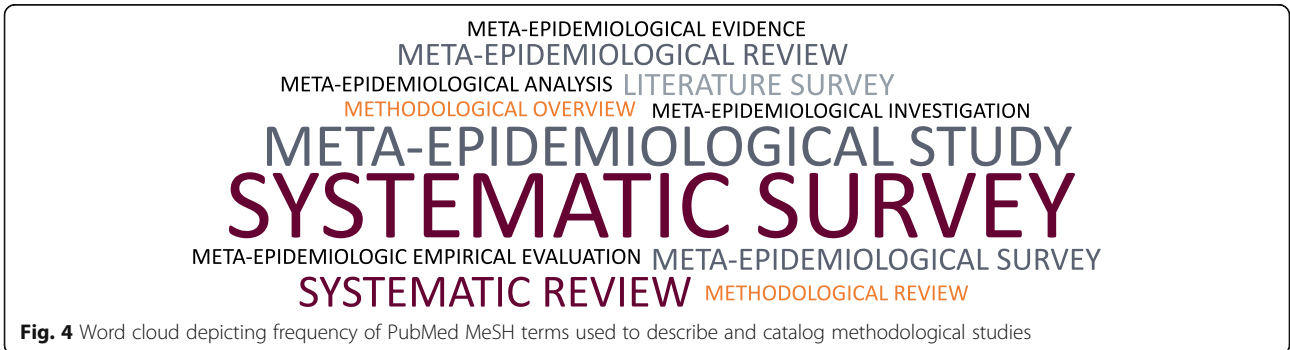 META-EPIDEMIOLOGICAL EVIDENCE
META-EPIDEMIOLOGICAL REVIEW
META-EPIDEMIOLOGICAL ANALYSIS LITERATURE SURVEY
METHODOLOGICAL OVERVIEW META-EPIDEMIOLOGICAL INVESTIGATION
META-EPIDEMIOLOGICAL STUDY
SYSTEMATIC SURVEY
META-EPIDEMIOLOGIC EMPIRICAL EVALUATION META-EPIDEMIOLOGICAL SURVEY
SYSTEMATIC REVIEW METHODOLOGICAL REVIEW
Fig. 4 Word cloud depicting frequency of PubMed MeSH terms used to describe and catalog methodological studies